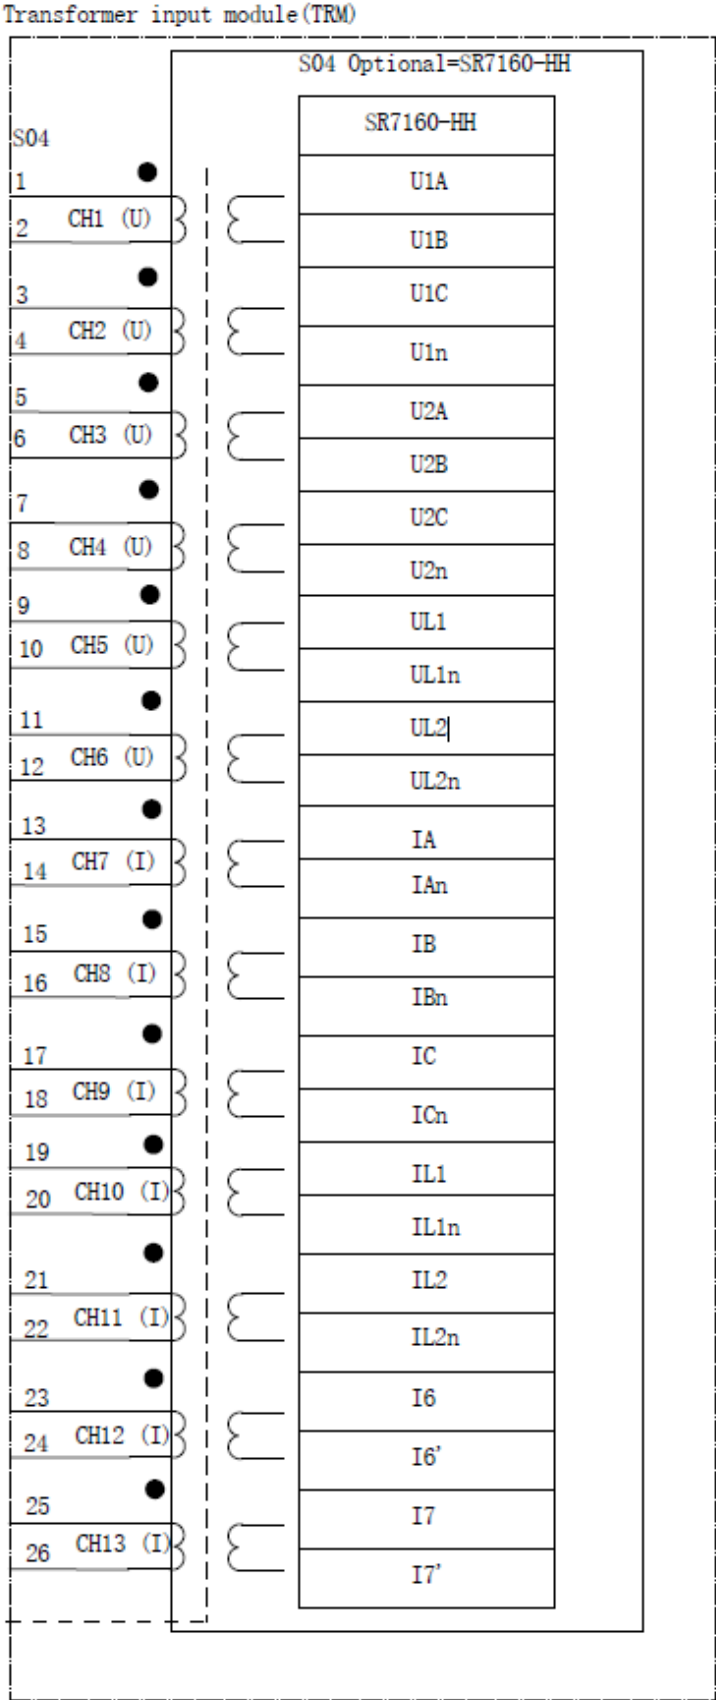 Transformer input module(TRM)
S04 Optional=SR7160-HH
SR7160-HH
S04
1
U1A
2 CH1 (U)
U1B
3
U1C
4 CH2 (U)
U1n
5
U2A
6 CH3 (U)
U2B
7
U2C
8 CH4 (U)
U2n
9
UL1
10 CH5 (U)
UL1n
11
UL2
12 CH6 (U)
UL2n
13
IA
14 CH7 (I)
IAn
15
IB
16 CH8 (I)
IBn
17
IC
18 CH9 (I)
ICn
19
IL1
20 CH10 (I)
IL1n
21
IL2
22 CH11 (I)
IL2n
23
I6
24 CH12 (I)
I6'
25
I7
26 CH13 (I)
I7'